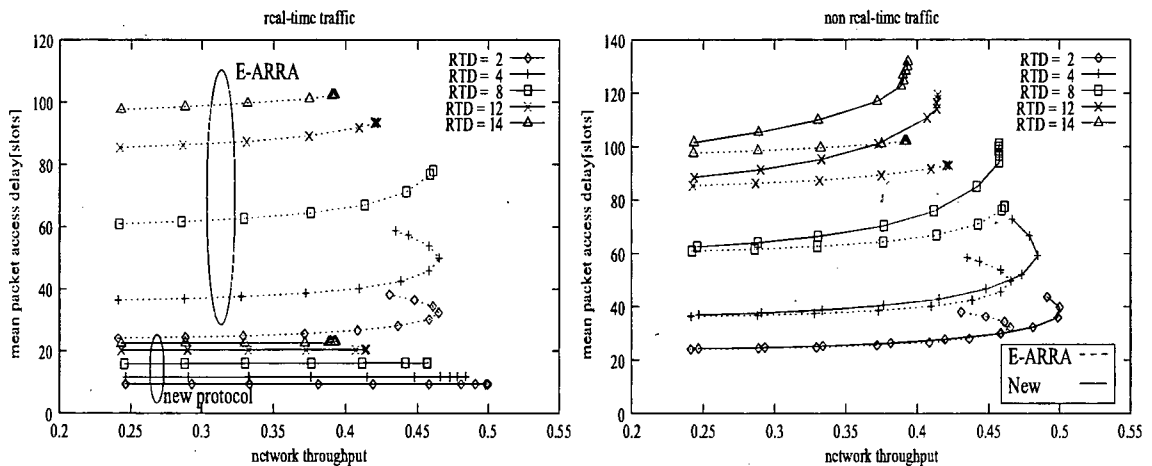 real-time traffic
120
100
80
60
40
20
0
0.2 0.25 0.3 0.35 0.4 0.45 0.5 0.55
mean packet access delay[slots]
network throughput
E-ARRA
new protocol
RTD = 2
RTD = 4
RTD = 8
RTD = 12
RTD = 14
non real-time traffic
140
120
100
80
60
40
20
0
0.2 0.25 0.3 0.35 0.4 0.45 0.5 0.55
mean packet access delay[slots]
network throughput
RTD = 2
RTD = 4
RTD = 8
RTD = 12
RTD = 14
E-ARRA
New